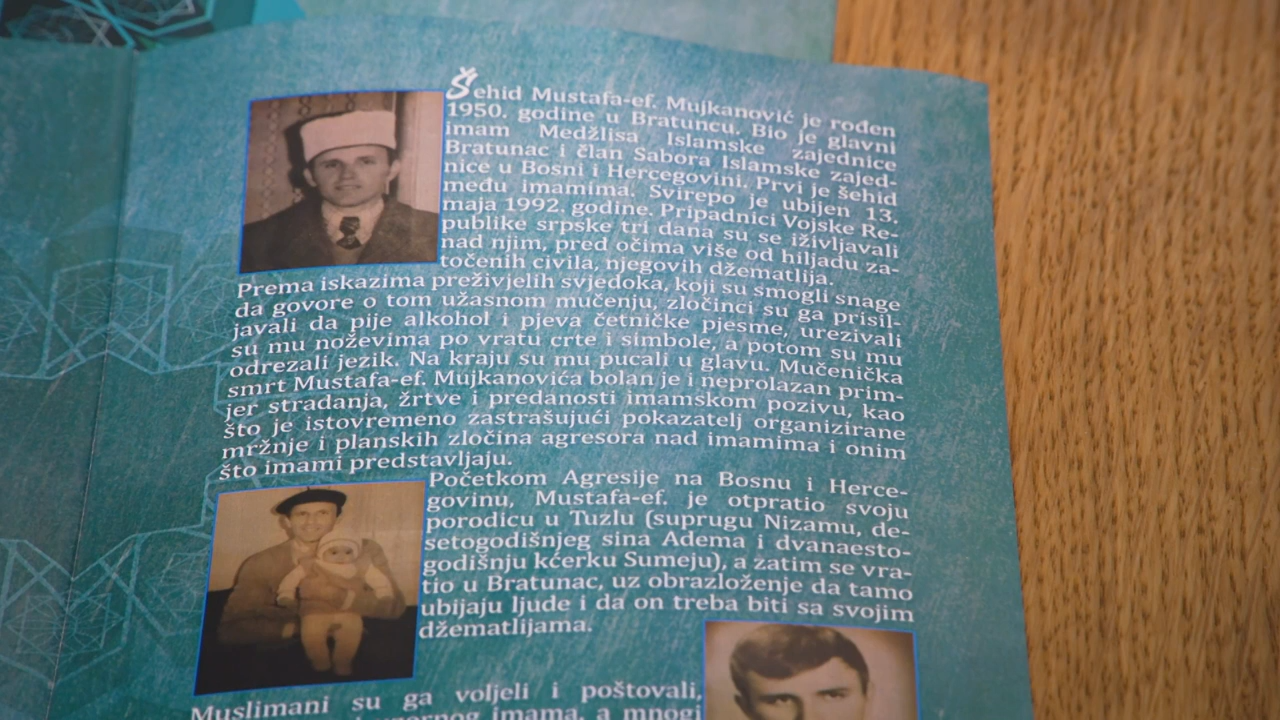 Šehid Mustafa-ef. Mujkanović je rođen
1950. godine u Bratuncu. Bio je glavni
imam Medžlisa Islamske zajednice
Bratunac i član Sabora Islamske zajed-
nice u Bosni i Hercegovini. Prvi je šehid
među imamima. Svirepo je ubijen 13.
maja 1992. godine. Pripadnici Vojske Re-
publike srpske tri dana su se iživljavali
nad njim, pred očima više od hiljadu za-
točenih civila, njegovih džematlija.
Prema iskazima preživjelih svjedoka, koji su smogli snage
da govore o tom užasnom mučenju, zločinci su ga prisil-
javali da pije alkohol i pjeva četničke pjesme, urezivali
su mu noževima po vratu crte i simbole, a potom su mu
odrezali jezik. Na kraju su mu pucali u glavu. Mučenička
smrt Mustafa-ef. Mujkanovića bolan je i neprolazan prim-
jer stradanja, žrtve i predanosti imamskom pozivu, kao
što je istovremeno zastrašujući pokazatelj organizirane
mržnje i planskih zločina agresora nad imamima i onim
što imami predstavljaju.
Početkom Agresije na Bosnu i Herce-
govinu, Mustafa-ef. je otpratio svoju
porodicu u Tuzlu (suprugu Nizamu, de-
setogodišnjeg sina Adema i dvanaesto-
godišnju kćerku Sumeju), a zatim se vra-
tio u Bratunac, uz obrazloženje da tamo
ubijaju ljude i da on treba biti sa svojim
džematlijama.
Muslimani su ga voljeli i poštovali,
imama, a mnogi